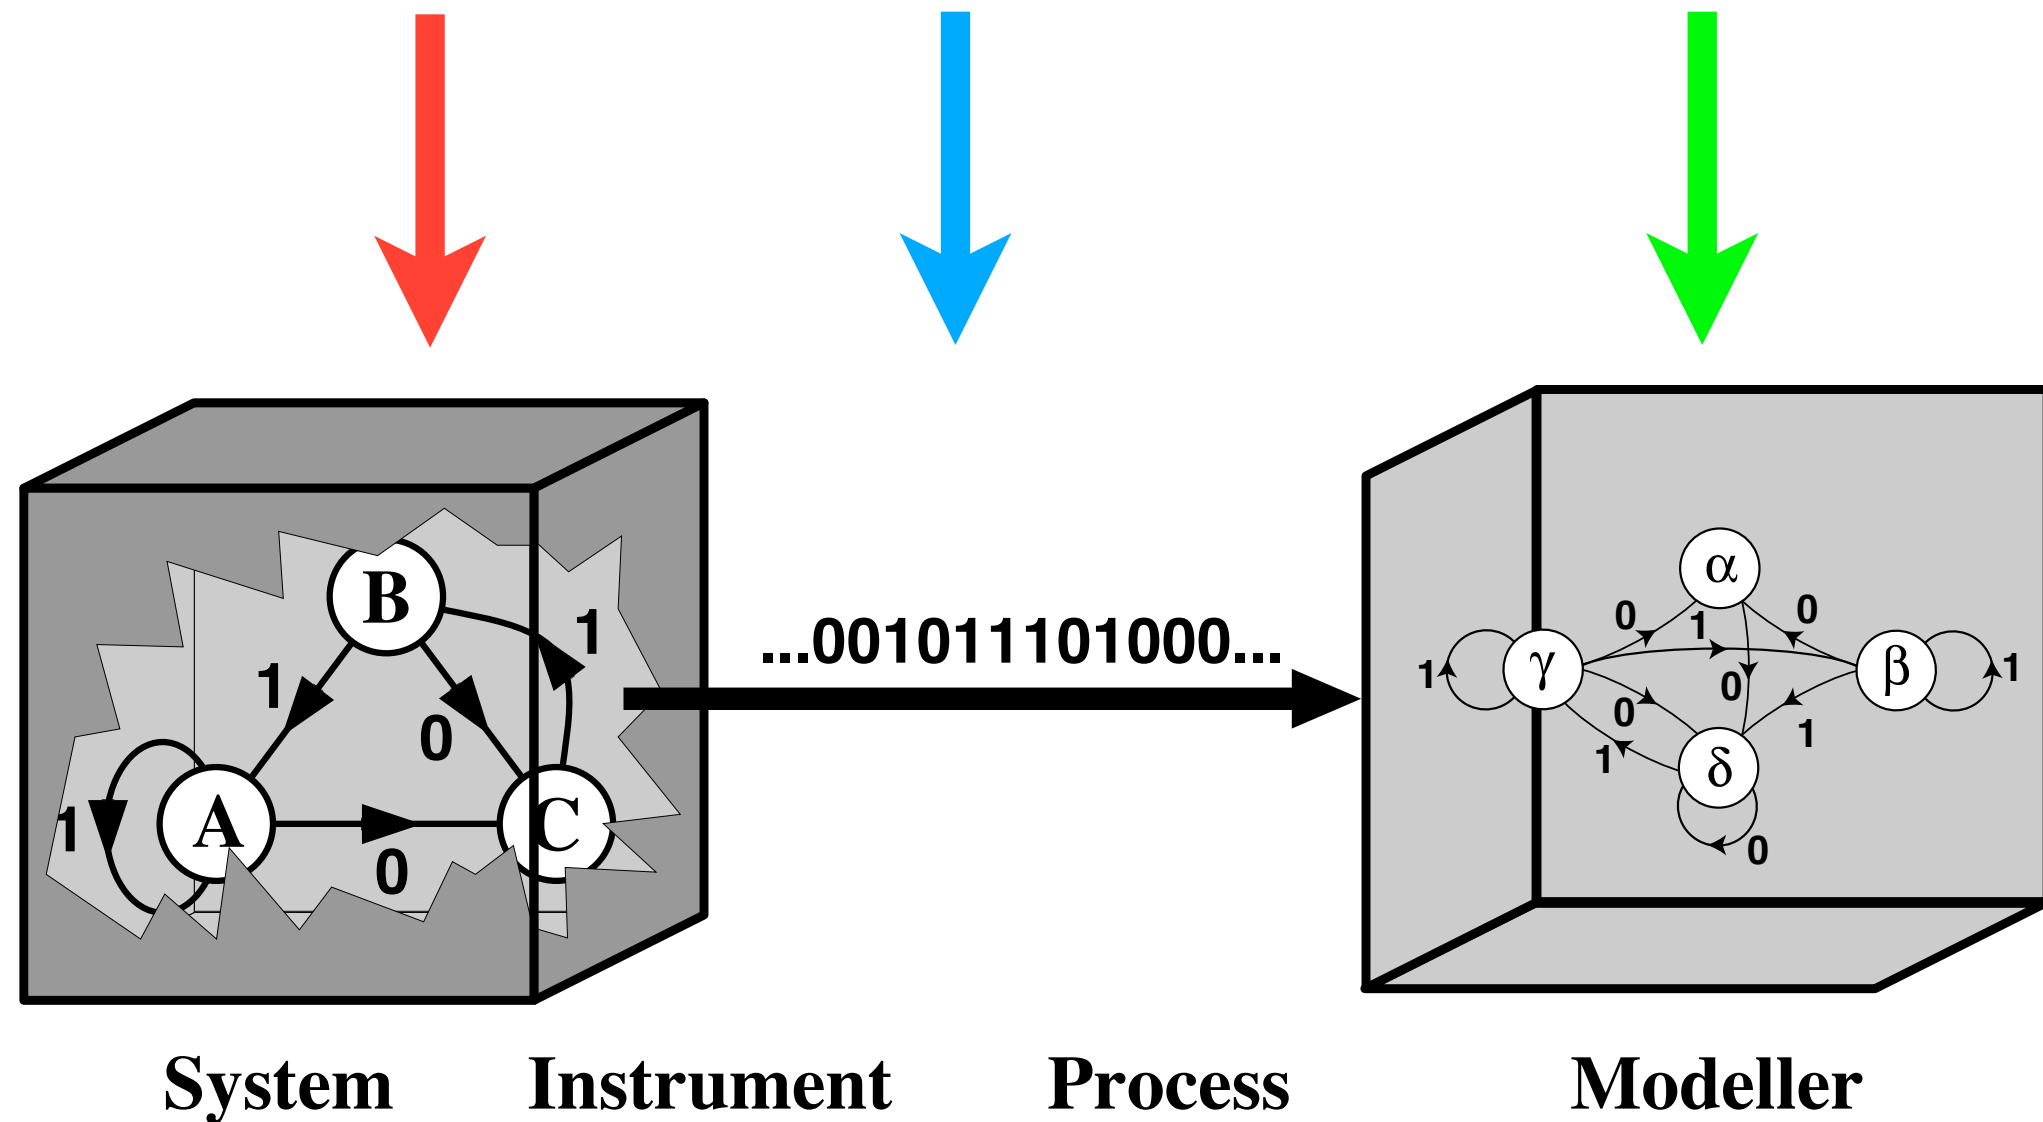 B
1
1
0
A
1
0
C
...001011101000...
α
0
1
0
1
γ
β
1
0
0
1
1
δ
0
System Instrument Process Modeller